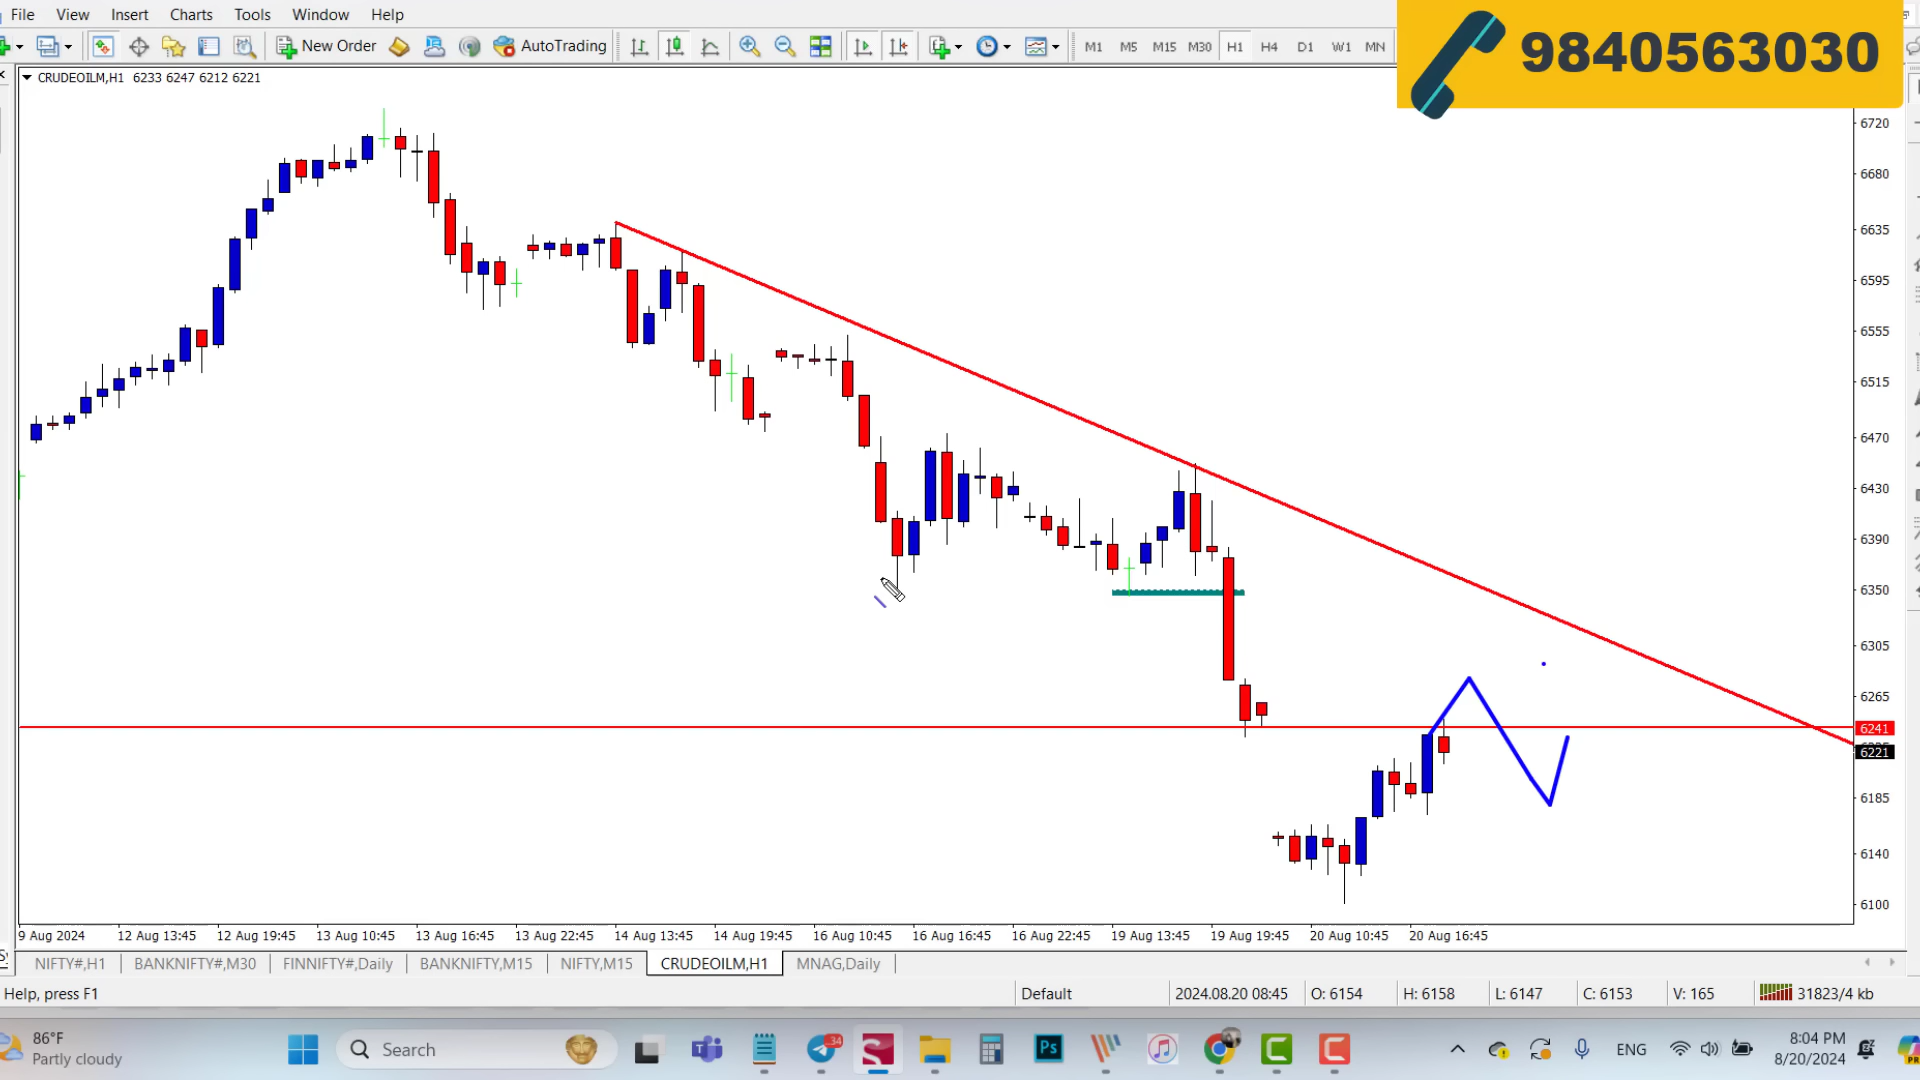 File View Insert Charts Tools Window Help
New Order AutoTrading M1 M5 M15 M30 H1 H4 D1 W1 MN
9840563030
CRUDEOILM,H1 6233 6247 6212 6221
6720
6680
6635
6595
6555
6515
6470
6430
6390
6350
6305
6265
6241
6221
6185
6140
6100
9 Aug 2024 12 Aug 13:45 12 Aug 19:45 13 Aug 10:45 13 Aug 16:45 13 Aug 22:45 14 Aug 13:45 14 Aug 19:45 16 Aug 10:45 16 Aug 16:45 16 Aug 22:45 19 Aug 13:45 19 Aug 19:45 20 Aug 10:45 20 Aug 16:45
NIFTY#,H1 BANKNIFTY#,M30 FINNIFTY#,Daily BANKNIFTY,M15 NIFTY,M15 CRUDEOILM,H1 MNAG,Daily
Help, press F1 Default 2024.08.20 08:45 O: 6154 H: 6158 L: 6147 C: 6153 V: 165 31823/4 kb
86°F
Partly cloudy
Search
34
Ps
ENG
8:04 PM
8/20/2024